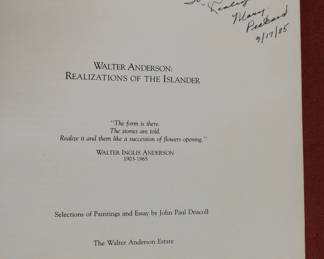 Mary
Pickard
9/17/85
WALTER ANDERSON:
REALIZATIONS OF THE ISLANDER
"The form is there.
The stories are told.
Realize it and them like a succession of flowers opening."
WALTER INGLIS ANDERSON
1903-1965
Selections of Paintings and Essay by John Paul Driscoll
The Walter Anderson Estate